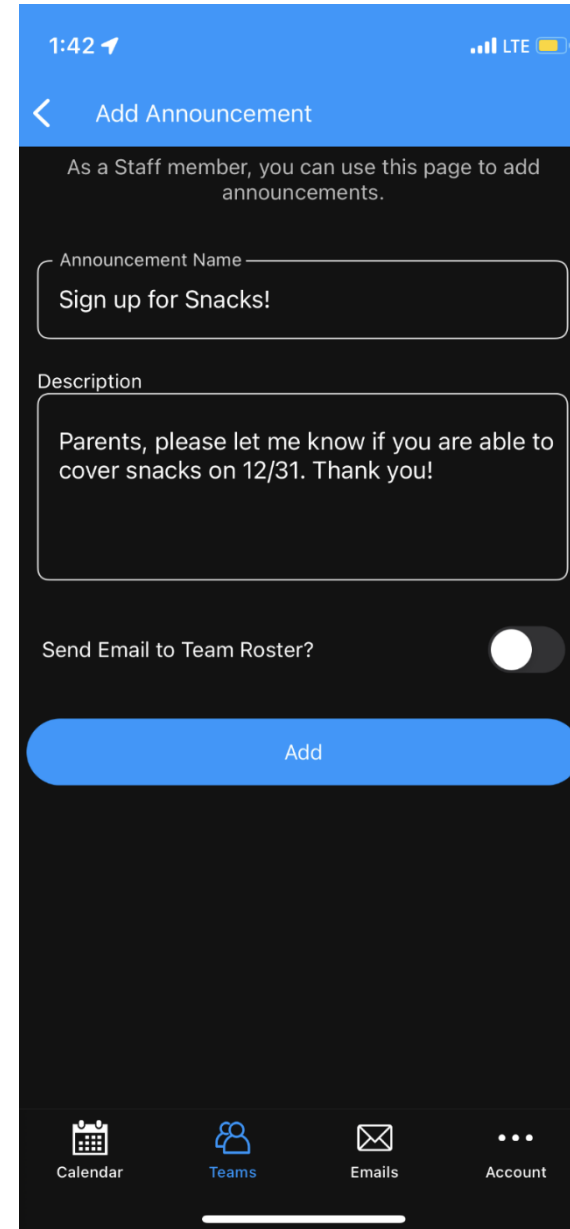 1:42 LTE
Add Announcement
As a Staff member, you can use this page to add
announcements.
Announcement Name
Sign up for Snacks!
Description
Parents, please let me know if you are able to
cover snacks on 12/31. Thank you!
Send Email to Team Roster?
Add
Calendar Teams Emails Account